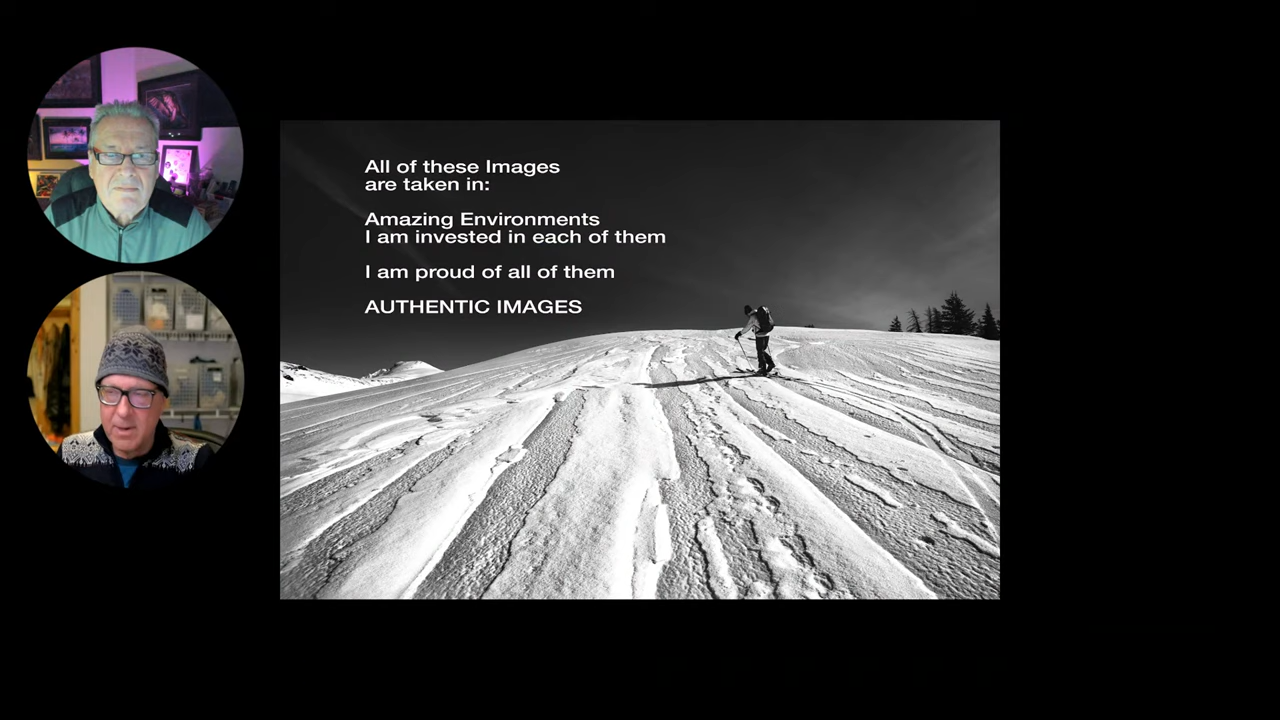 All of these Images
are taken in:
Amazing Environments
I am invested in each of them
I am proud of all of them
AUTHENTIC IMAGES